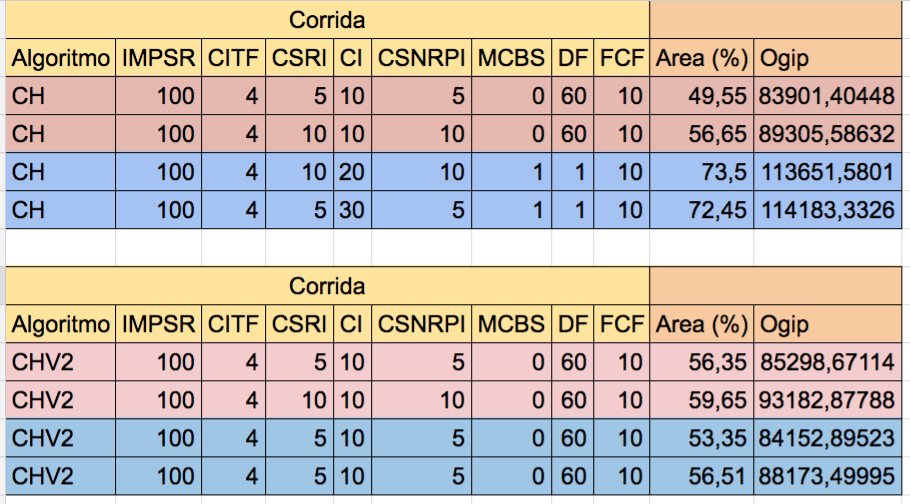 Corrida
Algoritmo IMPSR CITF CSRI CI CSNRPI MCBS DF FCF Area (%) Ogip
CH 100 4 5 10 5 0 60 10 49,55 83901,40448
CH 100 4 10 10 10 0 60 10 56,65 89305,58632
CH 100 4 10 20 10 1 1 10 73,5 113651,5801
CH 100 4 5 30 5 1 1 10 72,45 114183,3326
Corrida
Algoritmo IMPSR CITF CSRI CI CSNRPI MCBS DF FCF Area (%) Ogip
CHV2 100 4 5 10 5 0 60 10 56,35 85298,67114
CHV2 100 4 10 10 10 0 60 10 59,65 93182,87788
CHV2 100 4 5 10 5 0 60 10 53,35 84152,89523
CHV2 100 4 5 10 5 0 60 10 56,51 88173,49995